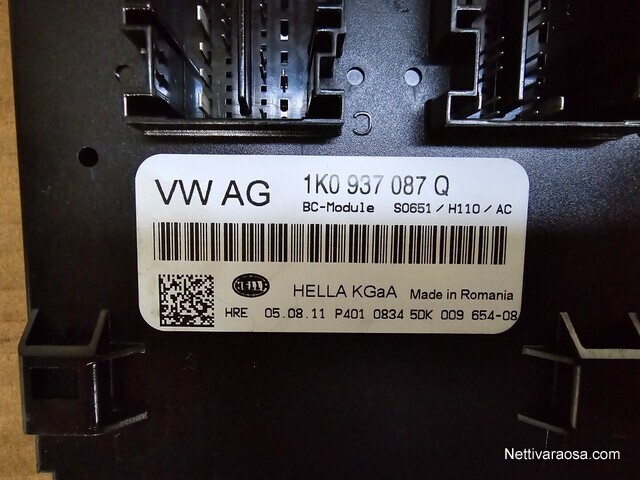 C
VW AG
1K0 937 087 Q
BC-Module S0651 / H110 / AC
HELLA
HELLA KGaA Made in Romania
HRE 05.08.11 P401 0834 5DK 009 654-08
Nettivaraosa.com